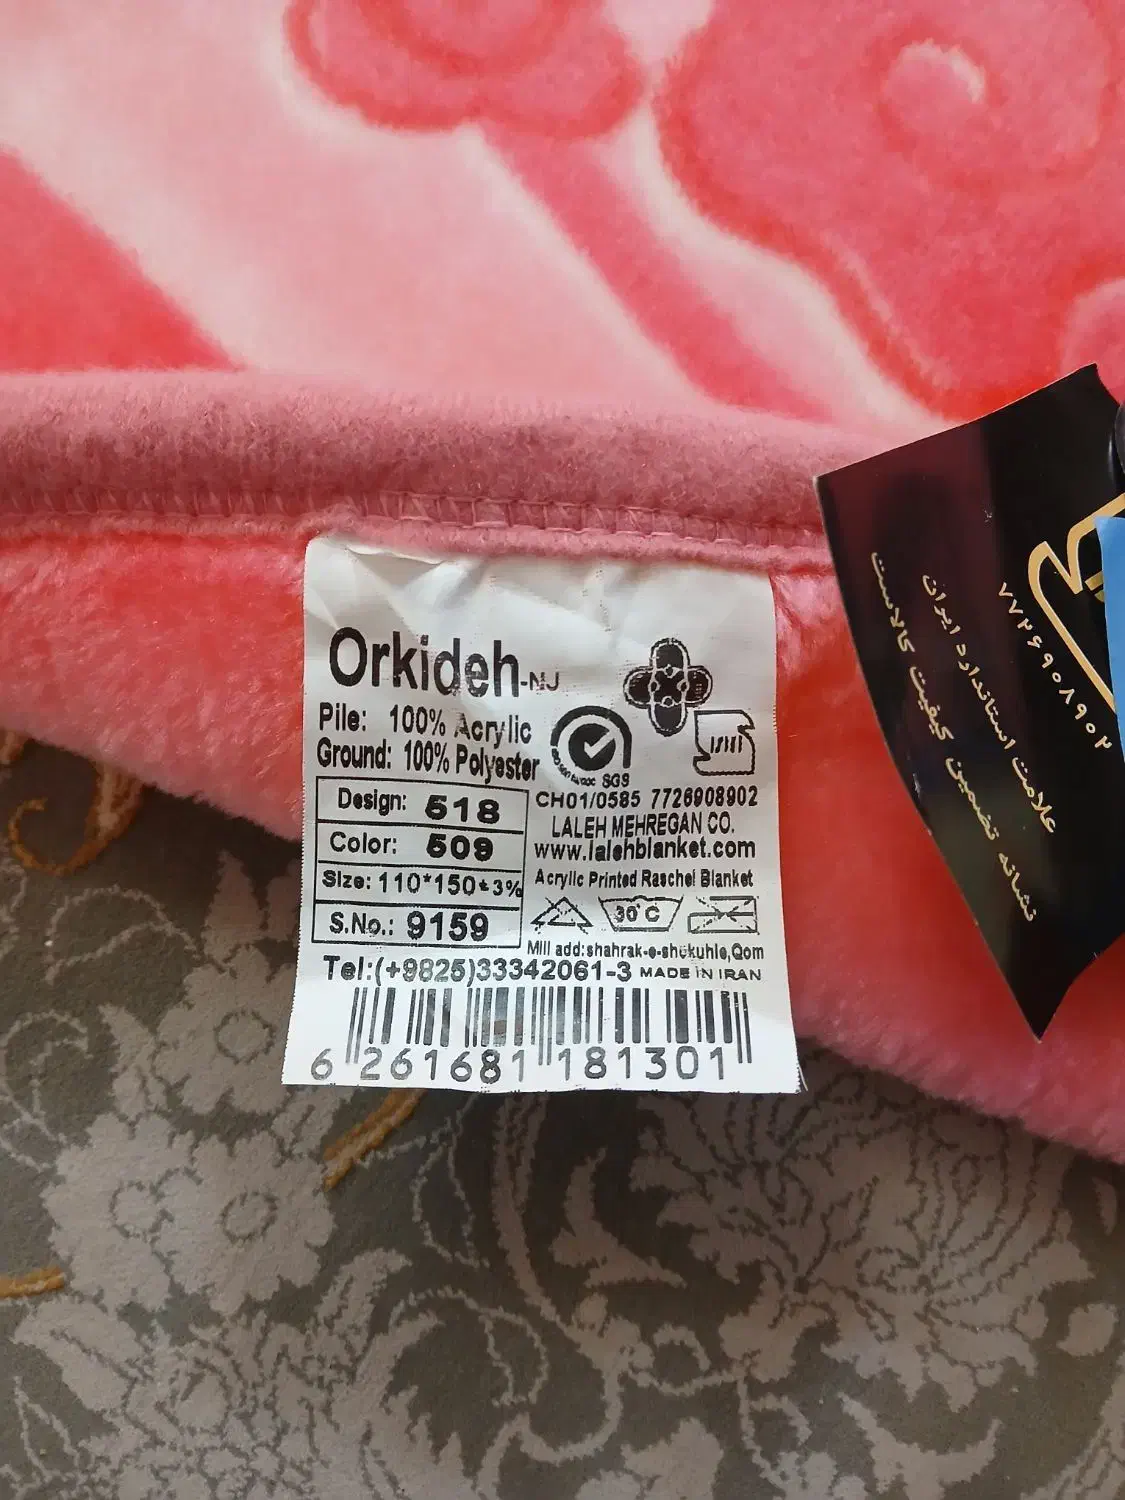 Orkideh-NJ
Pile: 100% Acrylic
Ground: 100% Polyester
SGS
Design: 518
Color: 509
Size: 110*150±3%
S.No.: 9159
CH01/0585 7726908902
LALEH MEHREGAN CO.
www.lalehblanket.com
Acrylic Printed Raschel Blanket
30°C
Mill add:shahrak-e-shokuhie,Qom
Tel:(+9825)33342061-3 MADE IN IRAN
6 261681 181301
۷۷۲۶۹۰۸۹۰۲
علامت استاندارد ایران
نشانه تضمین کیفیت کالاست